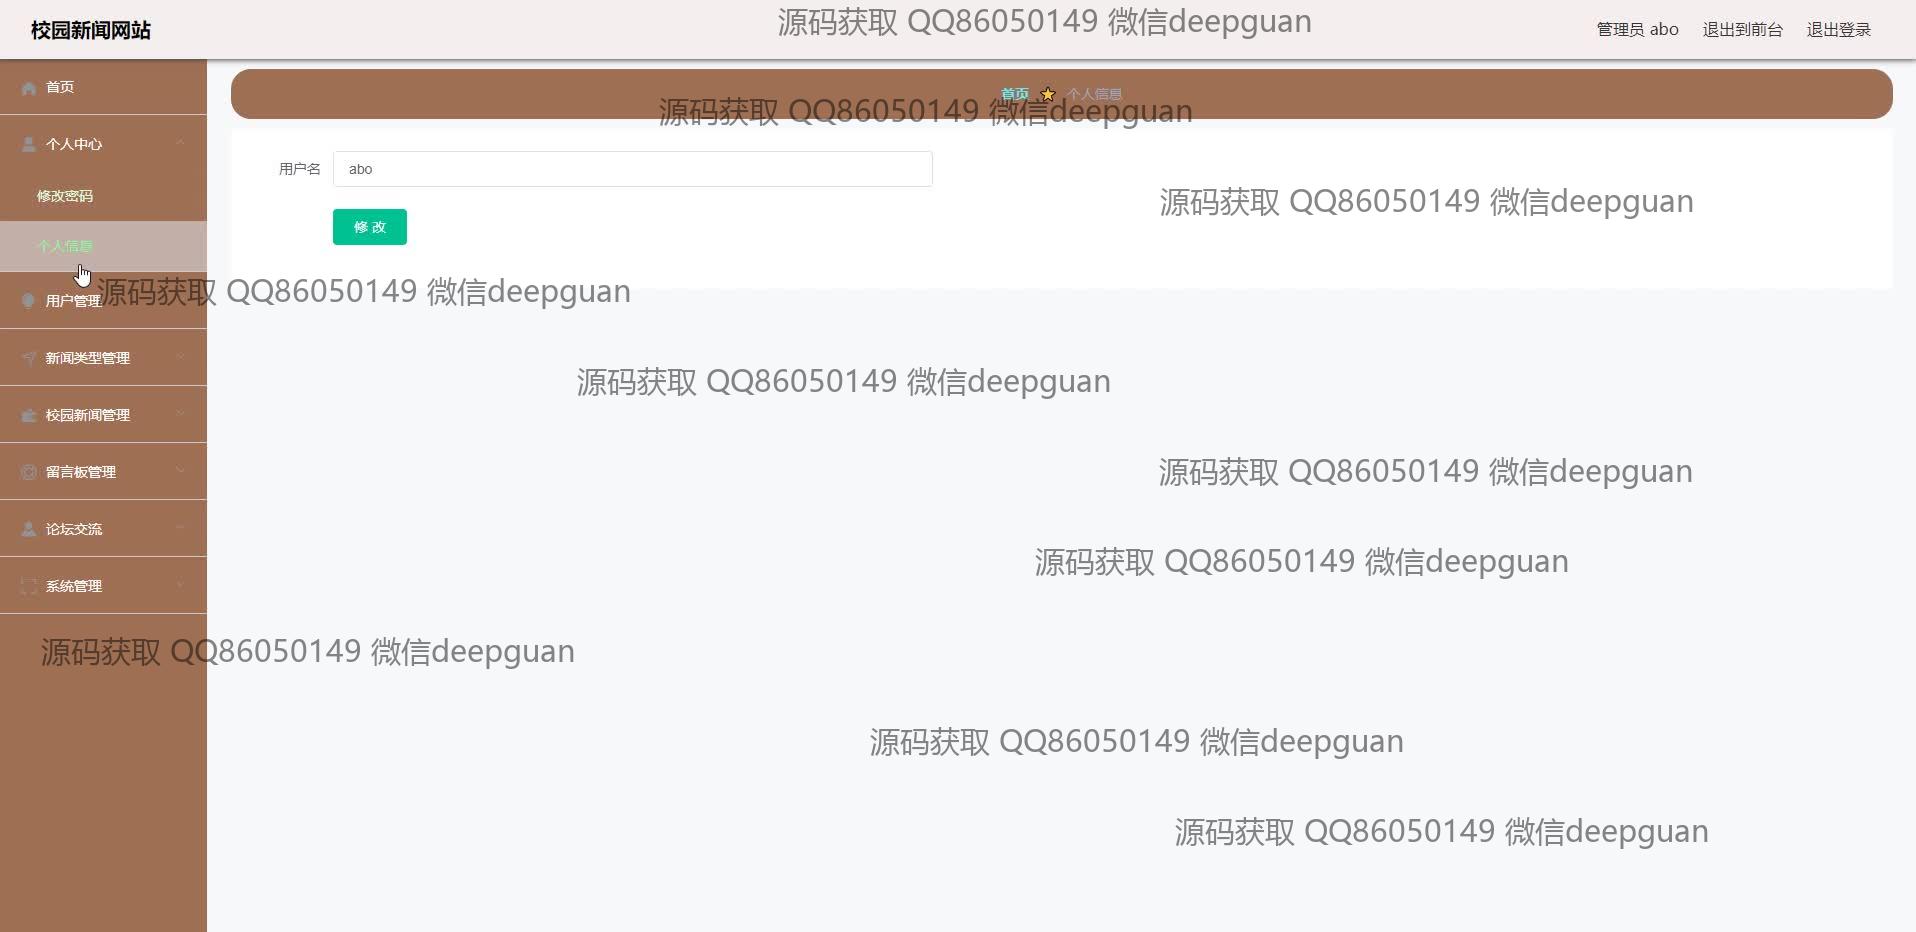 校园新闻网站
源码获取 QQ86050149 微信deepguan
管理员 abo 退出到前台 退出登录
首页
首页 个人信息
源码获取 QQ86050149 微信deepguan
个人中心
用户名 abo
修改密码
源码获取 QQ86050149 微信deepguan
修 改
个人信息
用户管理
源码获取 QQ86050149 微信deepguan
新闻类型管理
源码获取 QQ86050149 微信deepguan
校园新闻管理
留言板管理
源码获取 QQ86050149 微信deepguan
论坛交流
源码获取 QQ86050149 微信deepguan
系统管理
源码获取 QQ86050149 微信deepguan
源码获取 QQ86050149 微信deepguan
源码获取 QQ86050149 微信deepguan